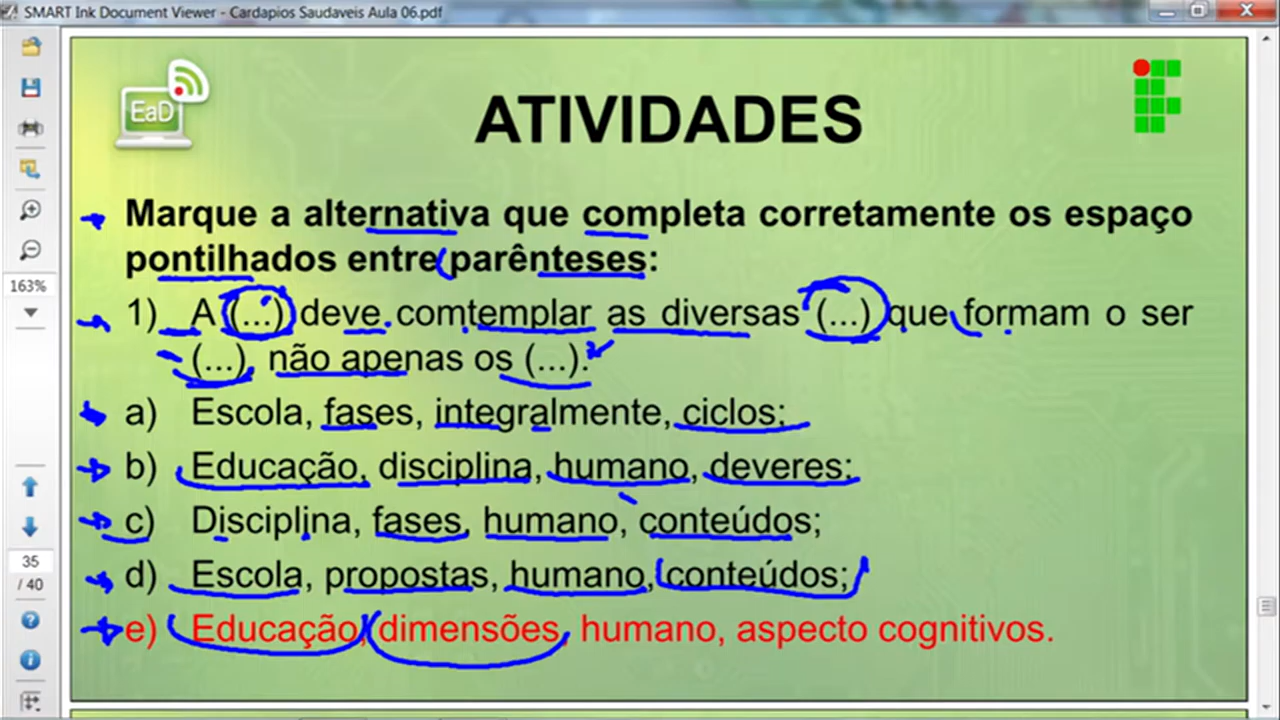 SMART Ink Document Viewer - Cardapios Saudaveis Aula 06.pdf
EaD
ATIVIDADES
Marque a alternativa que completa corretamente os espaço
pontilhados entre parênteses:
1) A (...) deve comtemplar as diversas (...) que formam o ser
(...), não apenas os (...).
a) Escola, fases, integralmente, ciclos;
b) Educação, disciplina, humano, deveres;
c) Disciplina, fases, humano, conteúdos;
d) Escola, propostas, humano, conteúdos;
e) Educação, dimensões, humano, aspecto cognitivos.
163%
35
/ 40